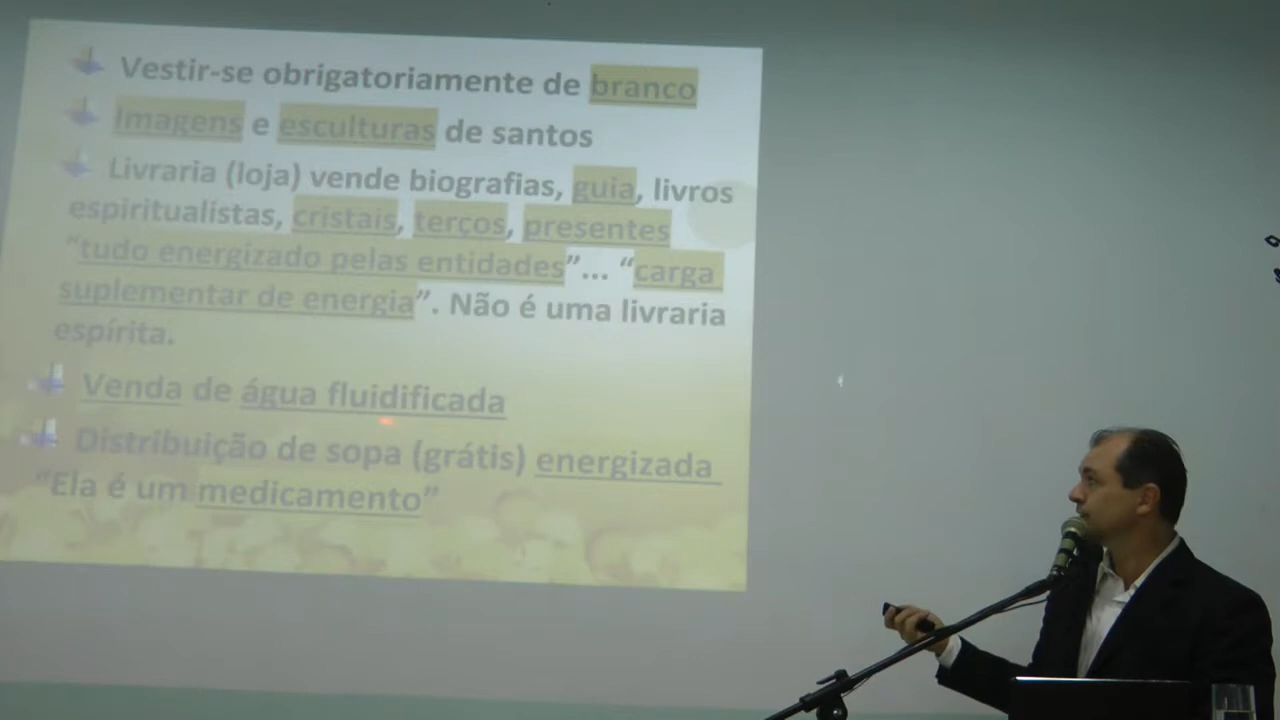 Vestir-se obrigatoriamente de branco
Imagens e esculturas de santos
Livraria (loja) vende biografias, guia, livros
espiritualistas, cristais, terços, presentes
“tudo energizado pelas entidades”... “carga
suplementar de energia”. Não é uma livraria
espírita.
Venda de água fluidificada
Distribuição de sopa (grátis) energizada
“Ela é um medicamento”